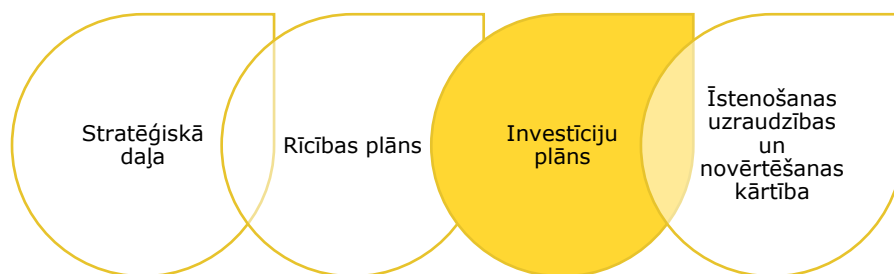 Stratēģiskā
daļa
Rīcības plāns
Investīciju
plāns
Īstenošanas
uzraudzības
un
novērtēšanas
kārtība